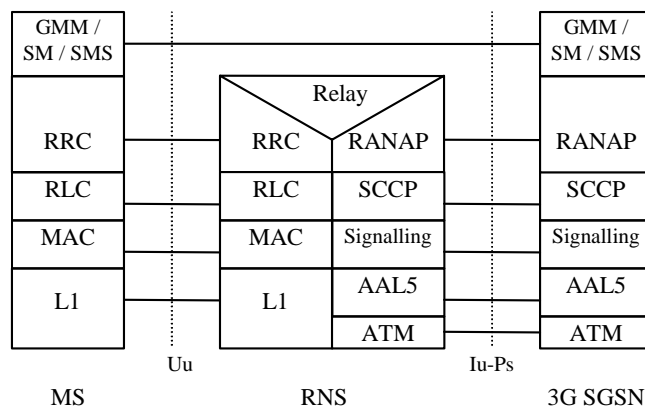 GMM /
SM / SMS
GMM /
SM / SMS
Relay
RRC
RRC
RANAP
RANAP
RLC
RLC
SCCP
SCCP
MAC
MAC
Signalling
Signalling
L1
L1
AAL5
AAL5
ATM
ATM
Uu
Iu-Ps
MS
RNS
3G SGSN